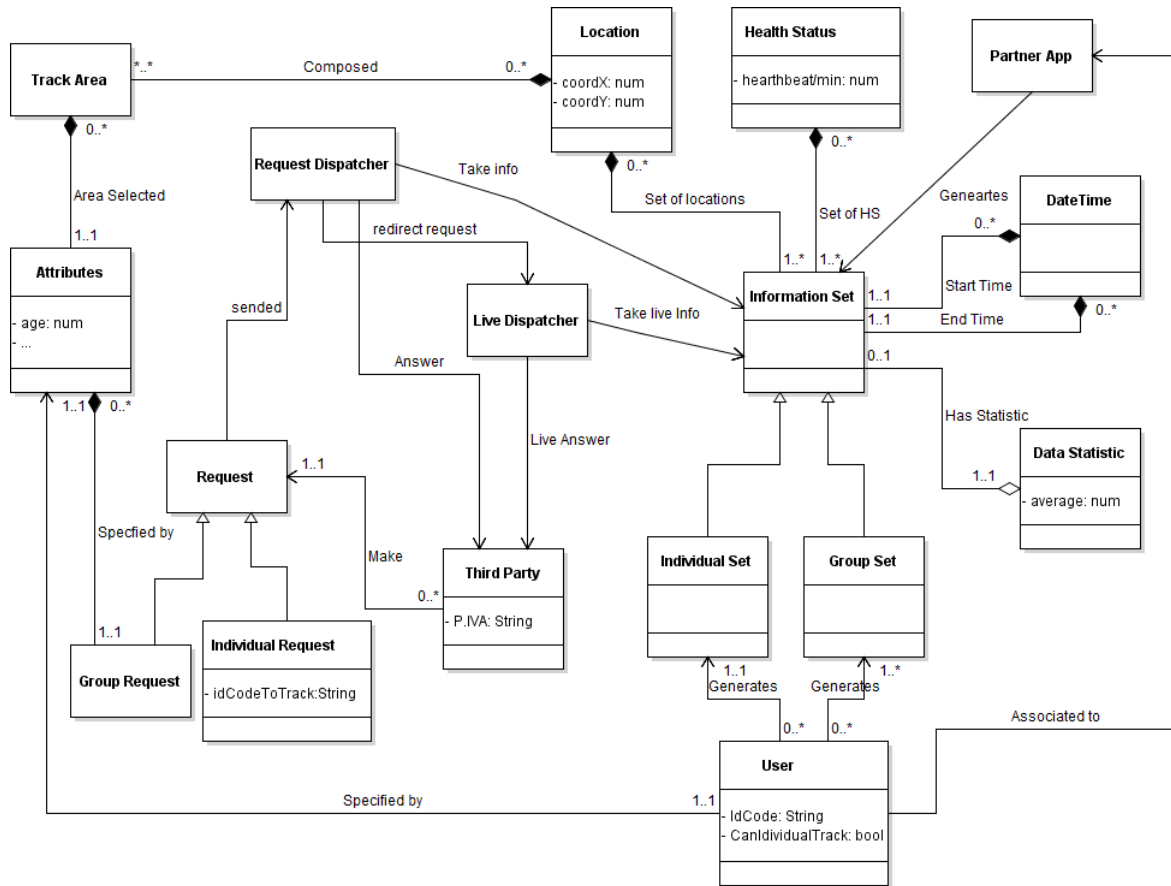 Location
- coordX: num
- coordY: num
Health Status
- hearthbeat/min: num
Partner App
Track Area
*..*
Composed
0..*
0..*
Request Dispatcher
Take info
0..*
0..*
Area Selected
Set of locations
Set of HS
Geneartes
DateTime
0..*
redirect request
1..1
Attributes
- age: num
- ...
1..*
1..*
Information Set
1..1
Start Time
sended
Live Dispatcher
Take live Info
1..1
End Time
0..*
0..1
Answer
1..1
0..*
Has Statistic
Live Answer
Request
1..1
Data Statistic
- average: num
1..1
Specfied by
Make
Third Party
- P.IVA: String
0..*
Individual Set
Group Set
1..1
Group Request
Individual Request
- idCodeToTrack:String
1..1
1..*
Generates
Generates
0..*
0..*
Associated to
User
- IdCode: String
- CanIdividualTrack: bool
Specified by
1..1